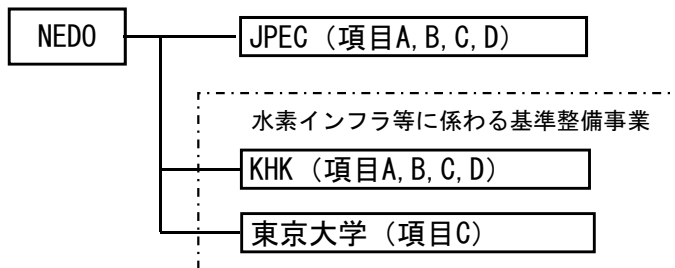 NEDO
JPEC（項目A,B,C,D）
水素インフラ等に係わる基準整備事業
KHK（項目A,B,C,D）
東京大学（項目C）